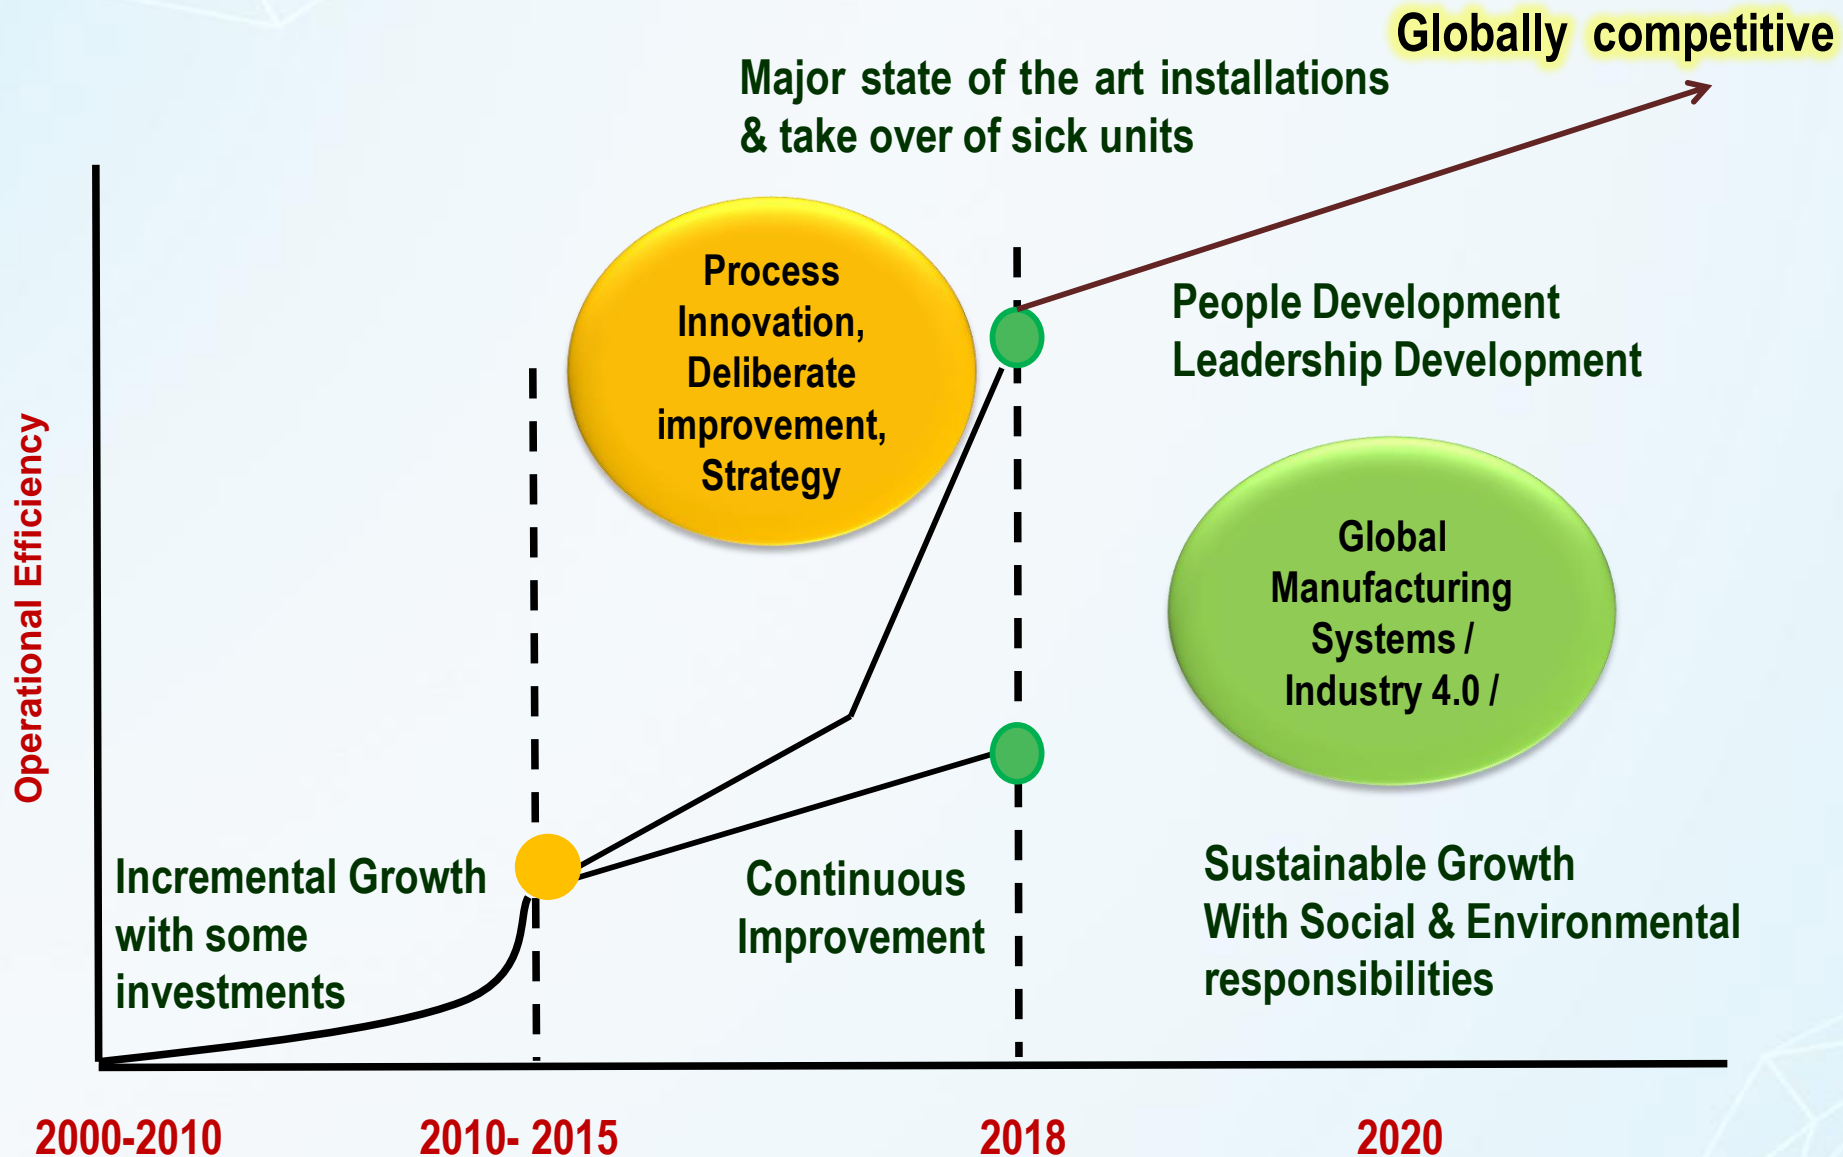 Globally competitive
Major state of the art installations
& take over of sick units
Process
Innovation,
Deliberate
improvement,
Strategy
People Development
Leadership Development
Operational Efficiency
Global
Manufacturing
Systems /
Industry 4.0 /
Incremental Growth
with some
investments
Continuous
Improvement
Sustainable Growth
With Social & Environmental
responsibilities
2000-2010
2010- 2015
2018
2020